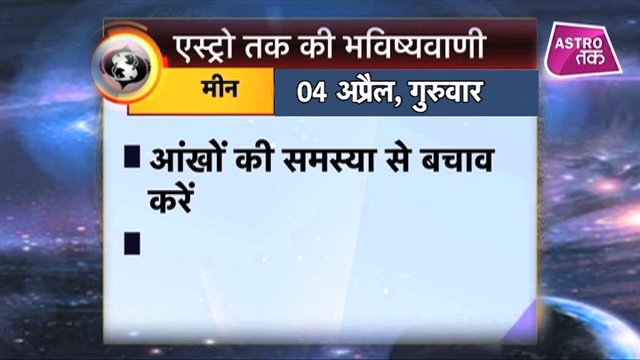 एस्ट्रो तक की भविष्यवाणी
ASTRO
तक
मीन
04 अप्रैल, गुरुवार
आंखों की समस्या से बचाव
करें